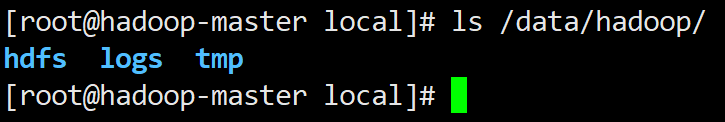 [root@hadoop-master local]# ls /data/hadoop/
hdfs  logs  tmp
[root@hadoop-master local]#